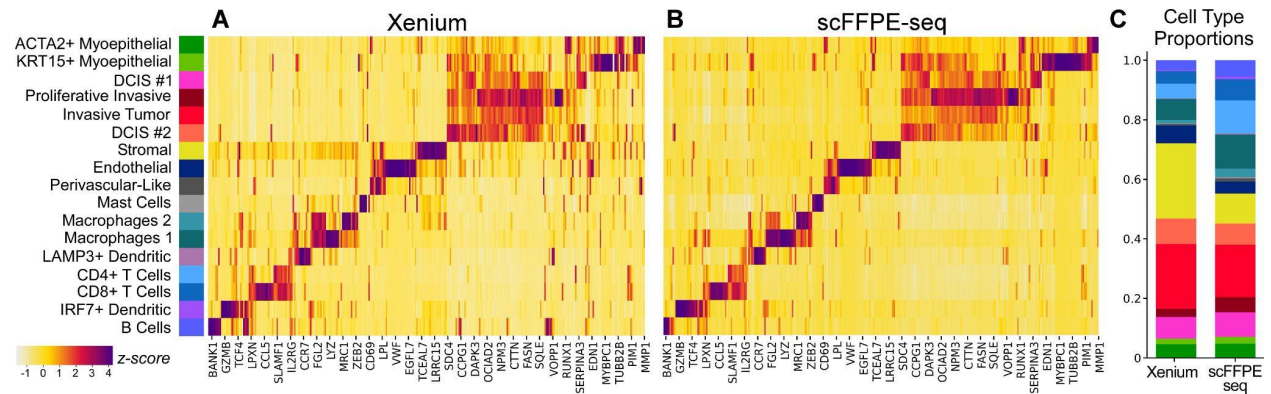 A
Xenium
B
scFFPE-seq
C
Cell Type
Proportions
ACTA2+ Myoepithelial
KRT15+ Myoepithelial
DCIS #1
Proliferative Invasive
Invasive Tumor
DCIS #2
Stromal
Endothelial
Perivascular-Like
Mast Cells
Macrophages 2
Macrophages 1
LAMP3+ Dendritic
CD4+ T Cells
CD8+ T Cells
IRF7+ Dendritic
B Cells
-1 0 1 2 3 4 z-score
BANK1 GZMB TCF4 LPXN CCL5 SLAMF1 IL2RG CCR7 FGL2 LYZ MRC1 ZEB2 CD69 LPL VWF EGFL7 TCEAL7 LRRC15 SDC4 CCPG1 DAPK3 OCIAD2 NPM3 CTTN FASN SQLE VOPP1 RUNX1 SERPINA3 EDN1 MYBPC1 TUBB2B PIM1 MMP1
BANK1 GZMB TCF4 LPXN CCL5 SLAMF1 IL2RG CCR7 FGL2 LYZ MRC1 ZEB2 CD69 LPL VWF EGFL7 TCEAL7 LRRC15 SDC4 CCPG1 DAPK3 OCIAD2 NPM3 CTTN FASN SQLE VOPP1 RUNX1 SERPINA3 EDN1 MYBPC1 TUBB2B PIM1 MMP1
1.0
0.8
0.6
0.4
0.2
0
Xenium
scFFPE
seq